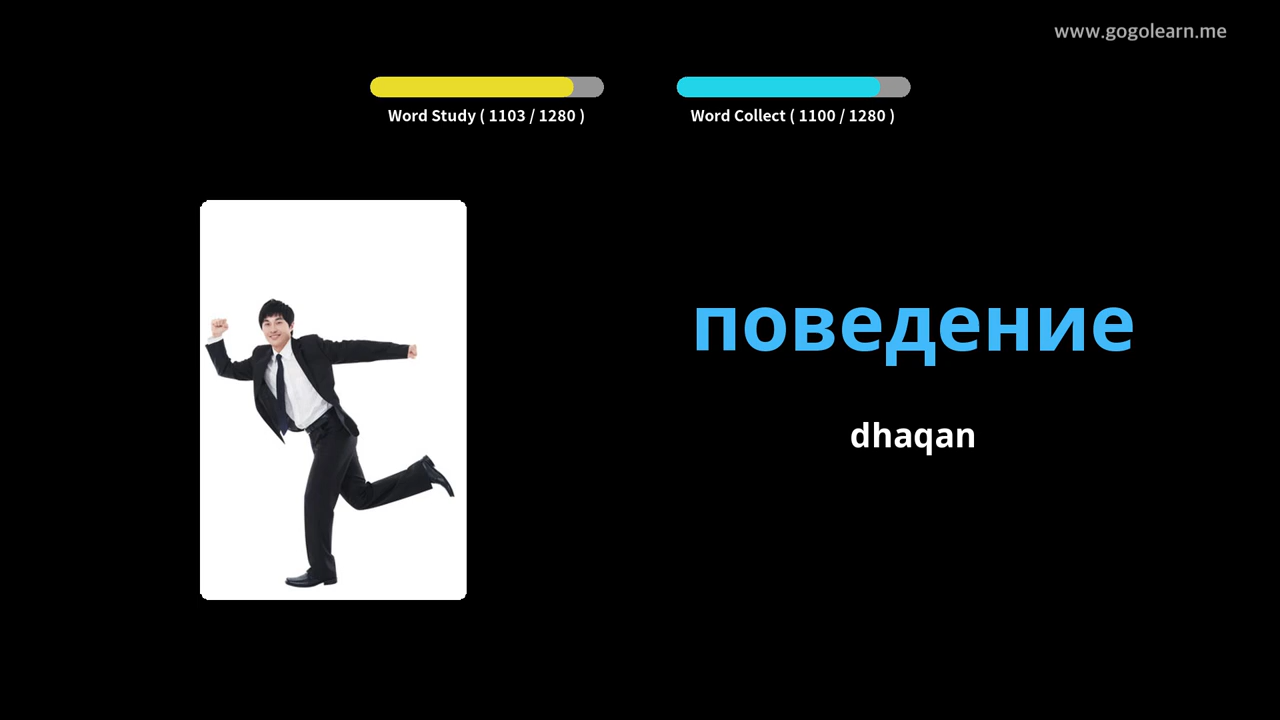 www.gogolearn.me
Word Study ( 1103 / 1280 )
Word Collect ( 1100 / 1280 )
поведение
dhaqan